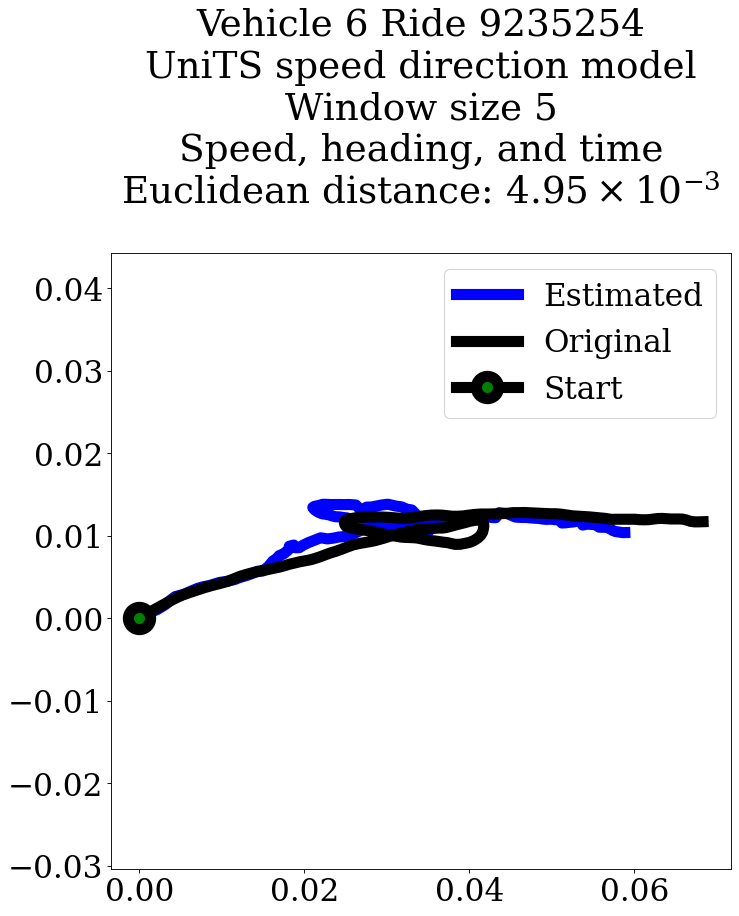 Vehicle 6 Ride 9235254
UniTS speed direction model
Window size 5
Speed, heading, and time
Euclidean distance: 4.95 × 10⁻³
Estimated
Original
Start
0.04
0.03
0.02
0.01
0.00
−0.01
−0.02
−0.03
0.00 0.02 0.04 0.06